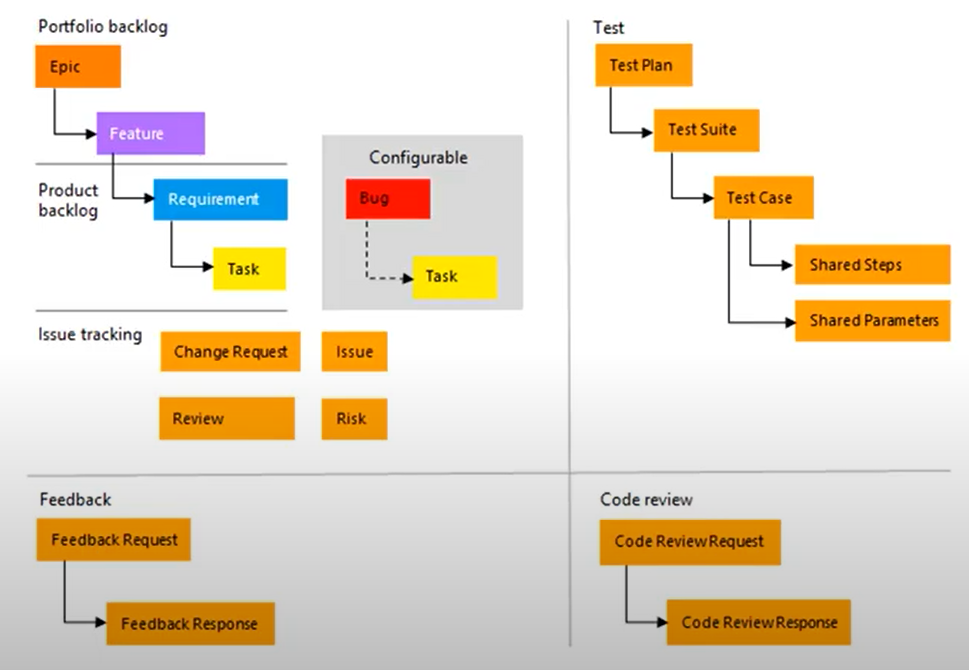 Portfolio backlog
Epic
Feature
Product
backlog
Requirement
Task
Configurable
Bug
Task
Issue tracking
Change Request
Issue
Review
Risk
Test
Test Plan
Test Suite
Test Case
Shared Steps
Shared Parameters
Feedback
Feedback Request
Feedback Response
Code review
Code Review Request
Code Review Response